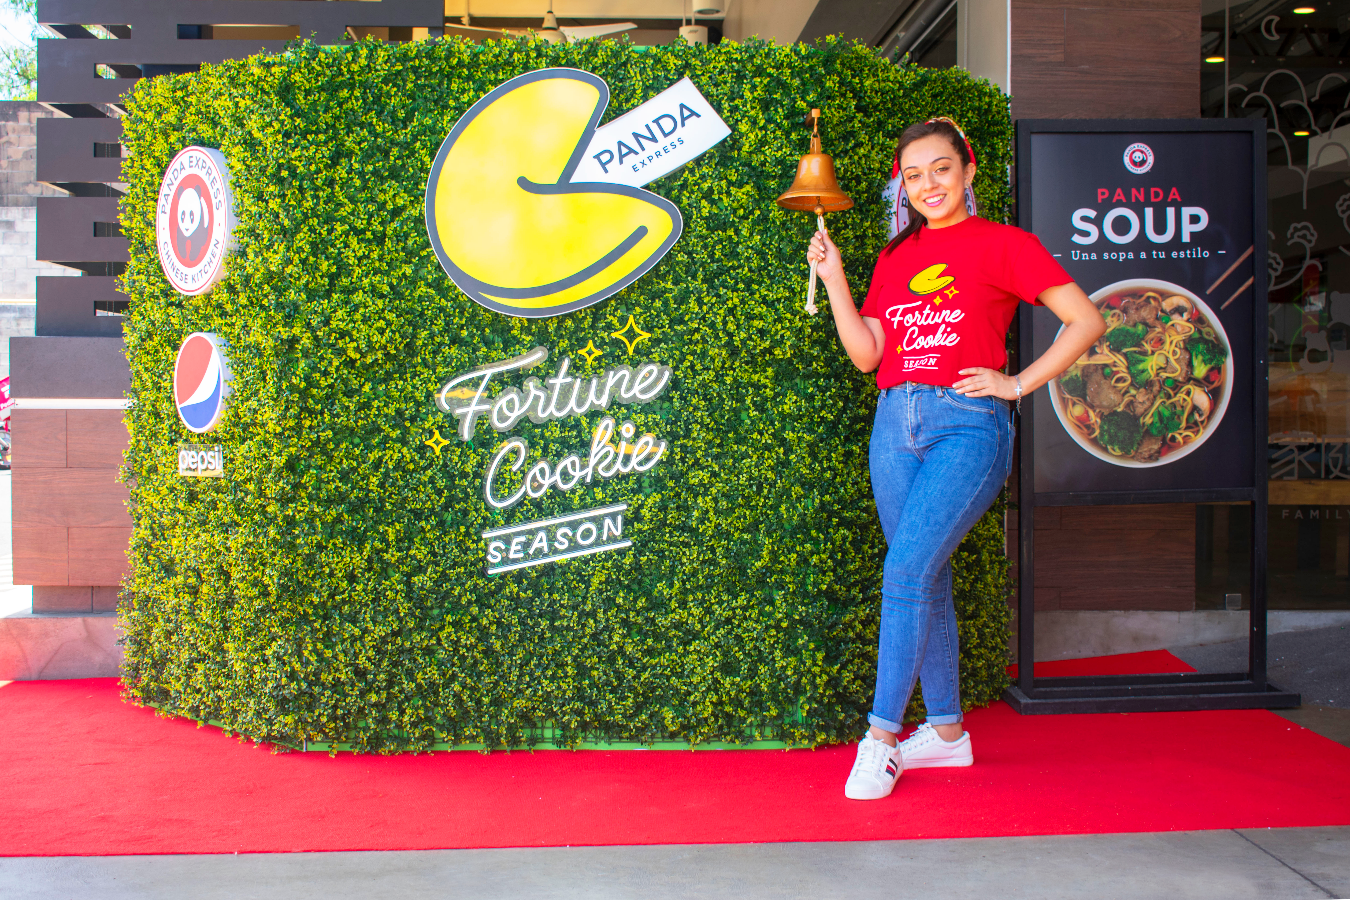 PANDA EXPRESS
CHINESE KITCHEN
pepsi
PANDA
EXPRESS
Fortune
Cookie
SEASON
Fortune
Cookie
SEASON
PANDA
SOUP
Una sopa a tu estilo
FAMILY